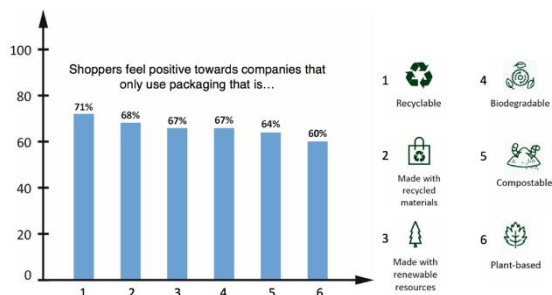 100
80
60
40
20
0
Shoppers feel positive towards companies that
only use packaging that is…
71%
68%
67%
67%
64%
60%
1
2
3
4
5
6
1
Recyclable
2
Made with
recycled
materials
3
Made with
renewable
resources
4
Biodegradable
5
Compostable
6
Plant-based